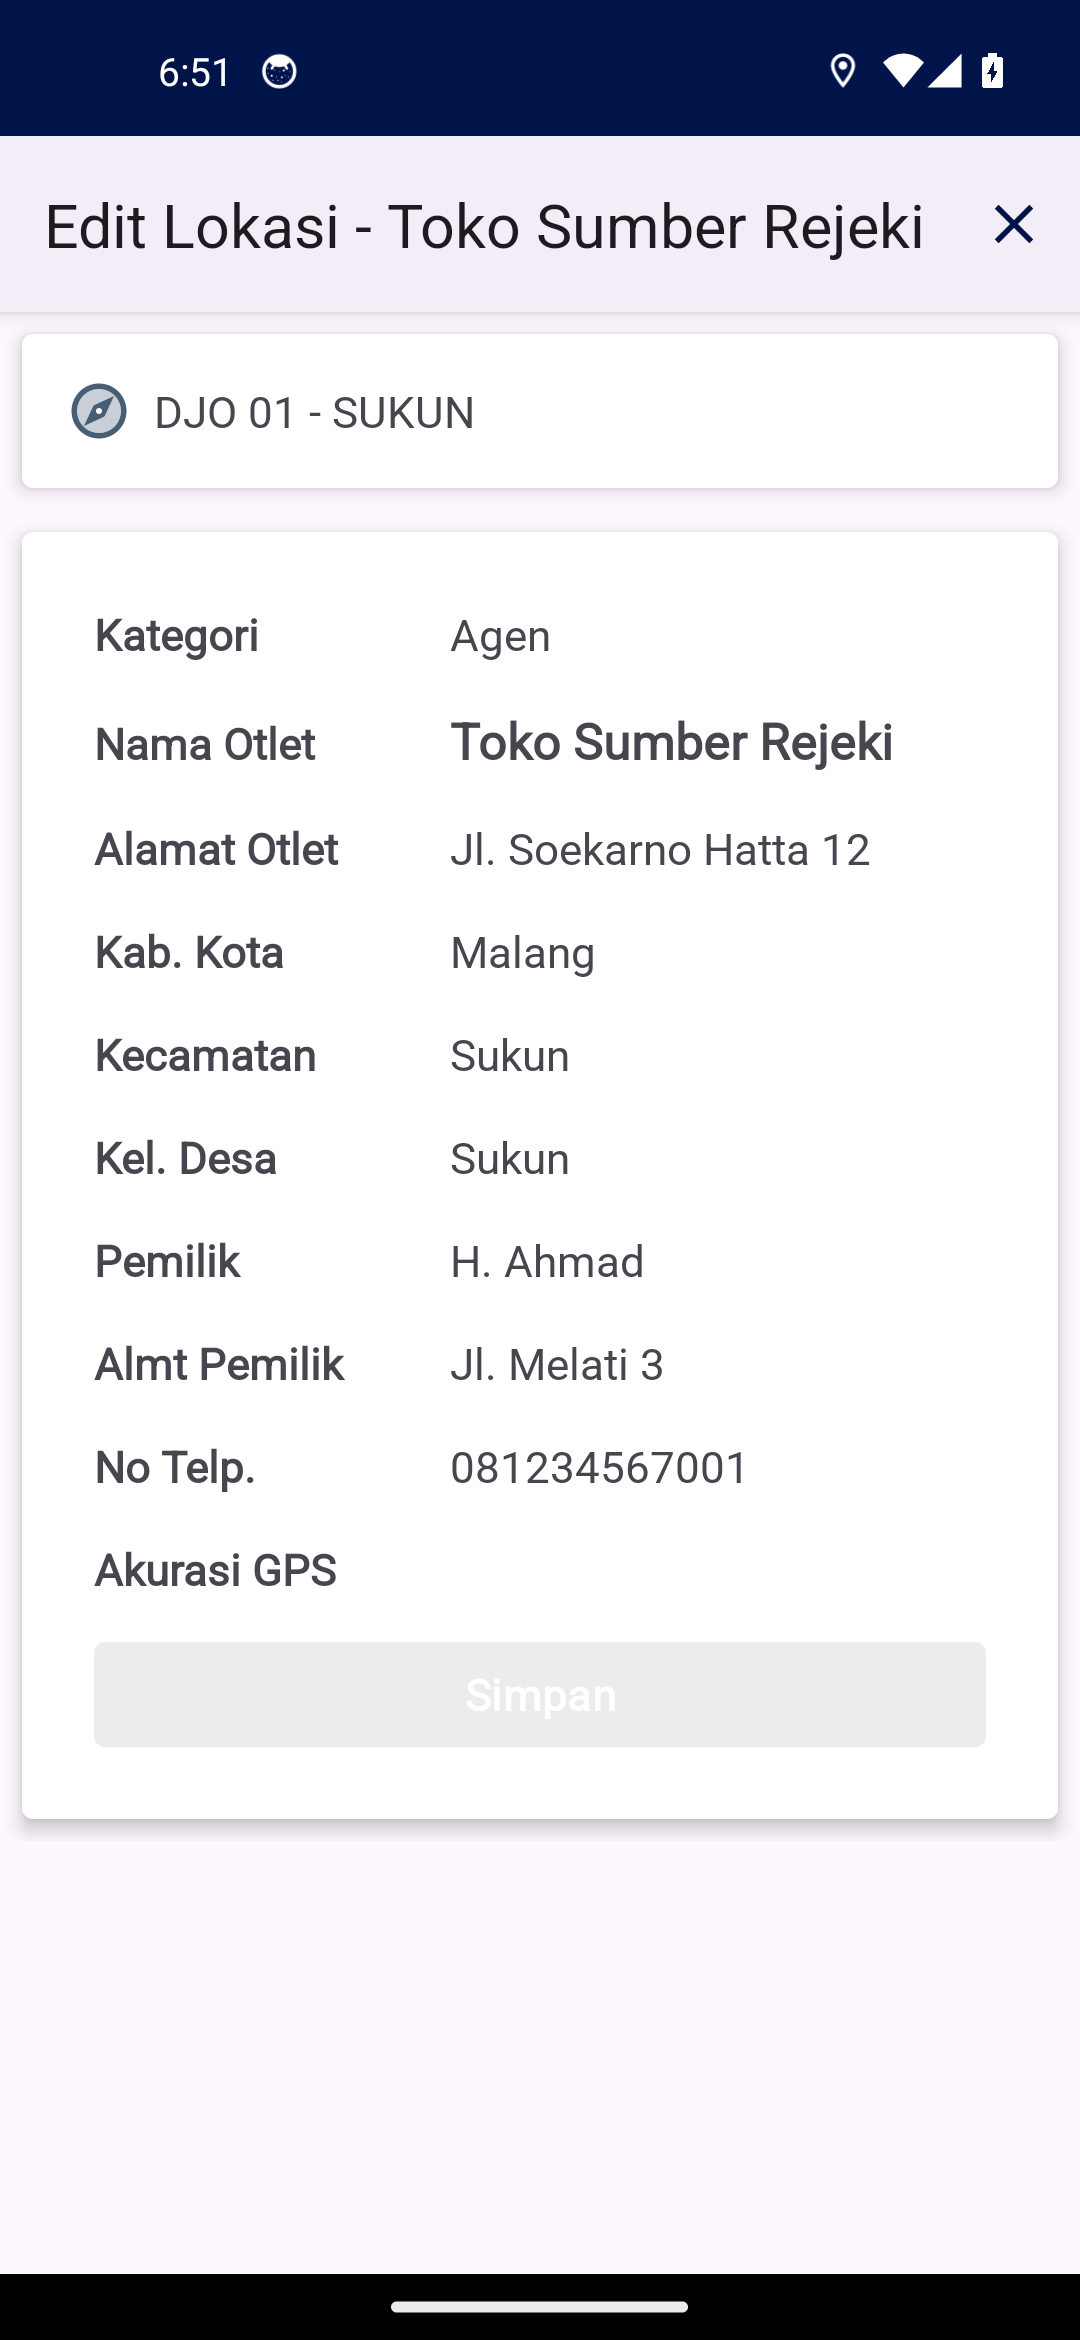 6:51
Edit Lokasi - Toko Sumber Rejeki
DJO 01 - SUKUN
Kategori Agen
Nama Otlet Toko Sumber Rejeki
Alamat Otlet Jl. Soekarno Hatta 12
Kab. Kota Malang
Kecamatan Sukun
Kel. Desa Sukun
Pemilik H. Ahmad
Almt Pemilik Jl. Melati 3
No Telp. 081234567001
Akurasi GPS
Simpan